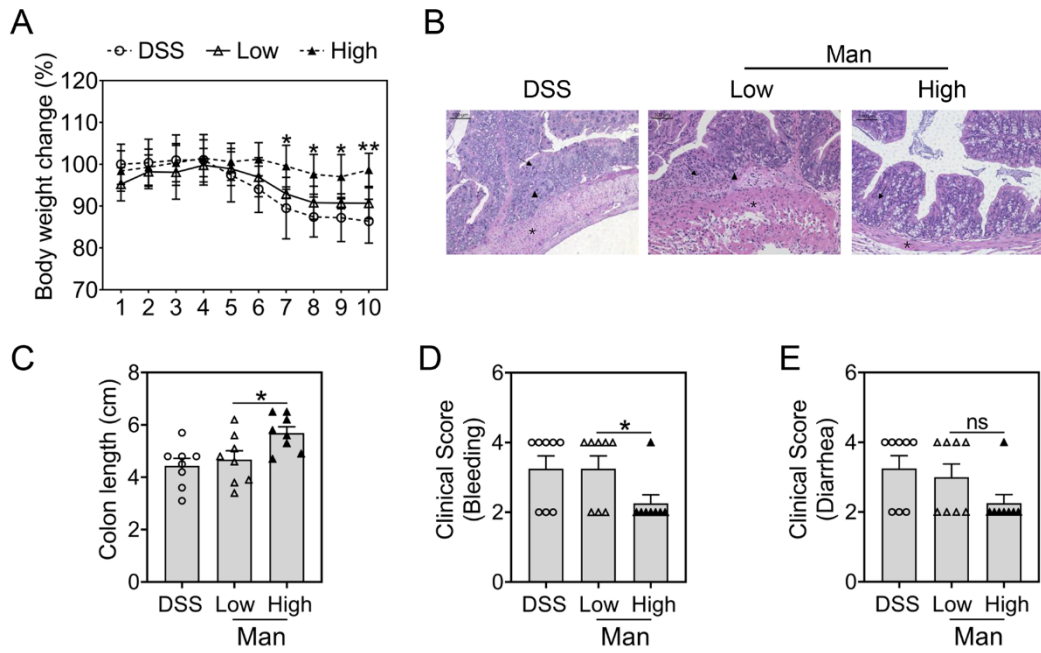 A
DSS Low High
Body weight change (%)
120
110
100
90
80
70
* * * **
1 2 3 4 5 6 7 8 9 10
B
Man
DSS Low High
* * *
C
Colon length (cm)
8
6
4
2
0
*
DSS Low High
Man
D
Clinical Score
(Bleeding)
6
4
2
0
*
DSS Low High
Man
E
Clinical Score
(Diarrhea)
6
4
2
0
ns
DSS Low High
Man